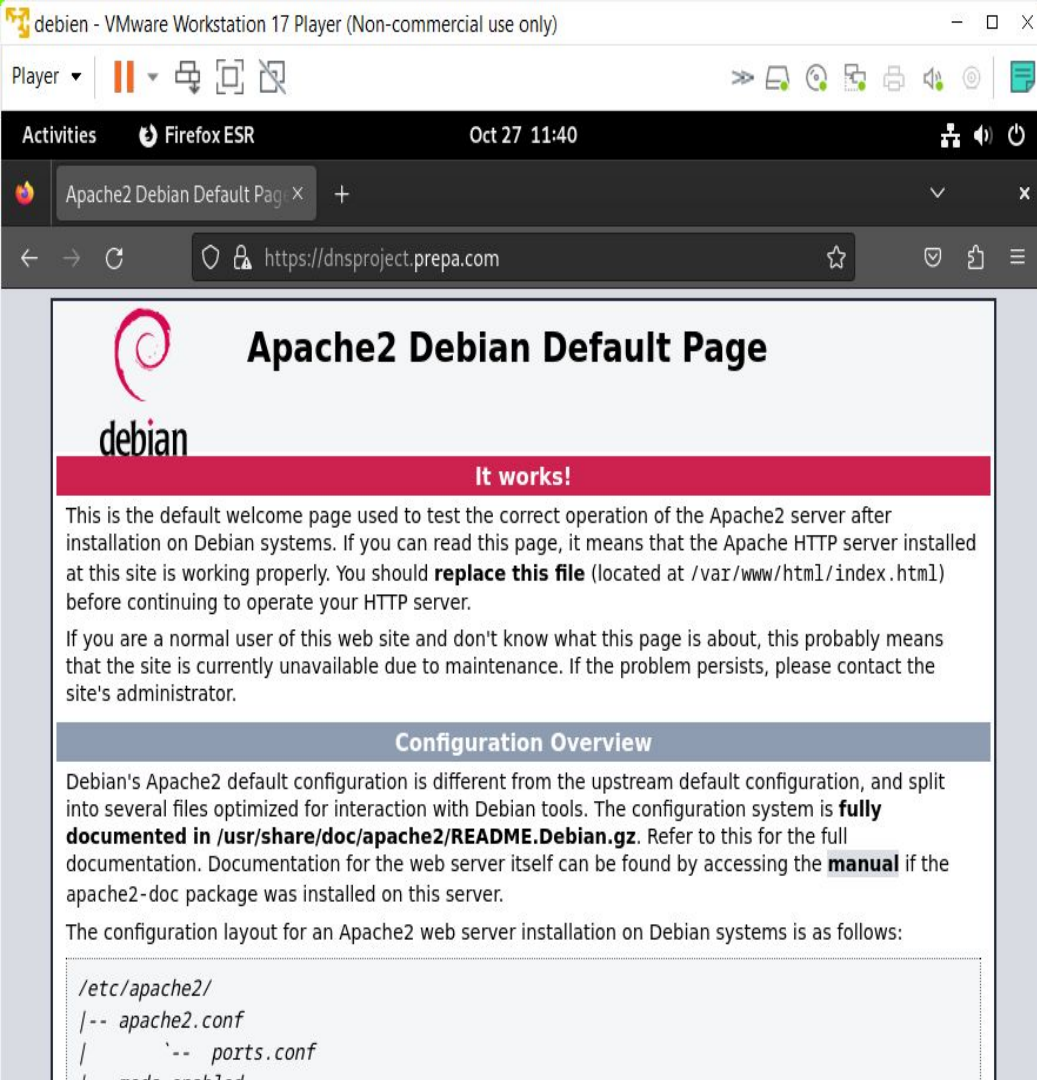 debien - VMware Workstation 17 Player (Non-commercial use only)
Player
Activities Firefox ESR Oct 27 11:40
Apache2 Debian Default Page
https://dnsproject.prepa.com
Apache2 Debian Default Page
debian
It works!
This is the default welcome page used to test the correct operation of the Apache2 server after
installation on Debian systems. If you can read this page, it means that the Apache HTTP server installed
at this site is working properly. You should replace this file (located at /var/www/html/index.html)
before continuing to operate your HTTP server.
If you are a normal user of this web site and don't know what this page is about, this probably means
that the site is currently unavailable due to maintenance. If the problem persists, please contact the
site's administrator.
Configuration Overview
Debian's Apache2 default configuration is different from the upstream default configuration, and split
into several files optimized for interaction with Debian tools. The configuration system is fully
documented in /usr/share/doc/apache2/README.Debian.gz. Refer to this for the full
documentation. Documentation for the web server itself can be found by accessing the manual if the
apache2-doc package was installed on this server.
The configuration layout for an Apache2 web server installation on Debian systems is as follows:
/etc/apache2/
|-- apache2.conf
| `-- ports.conf
|-- mods-enabled